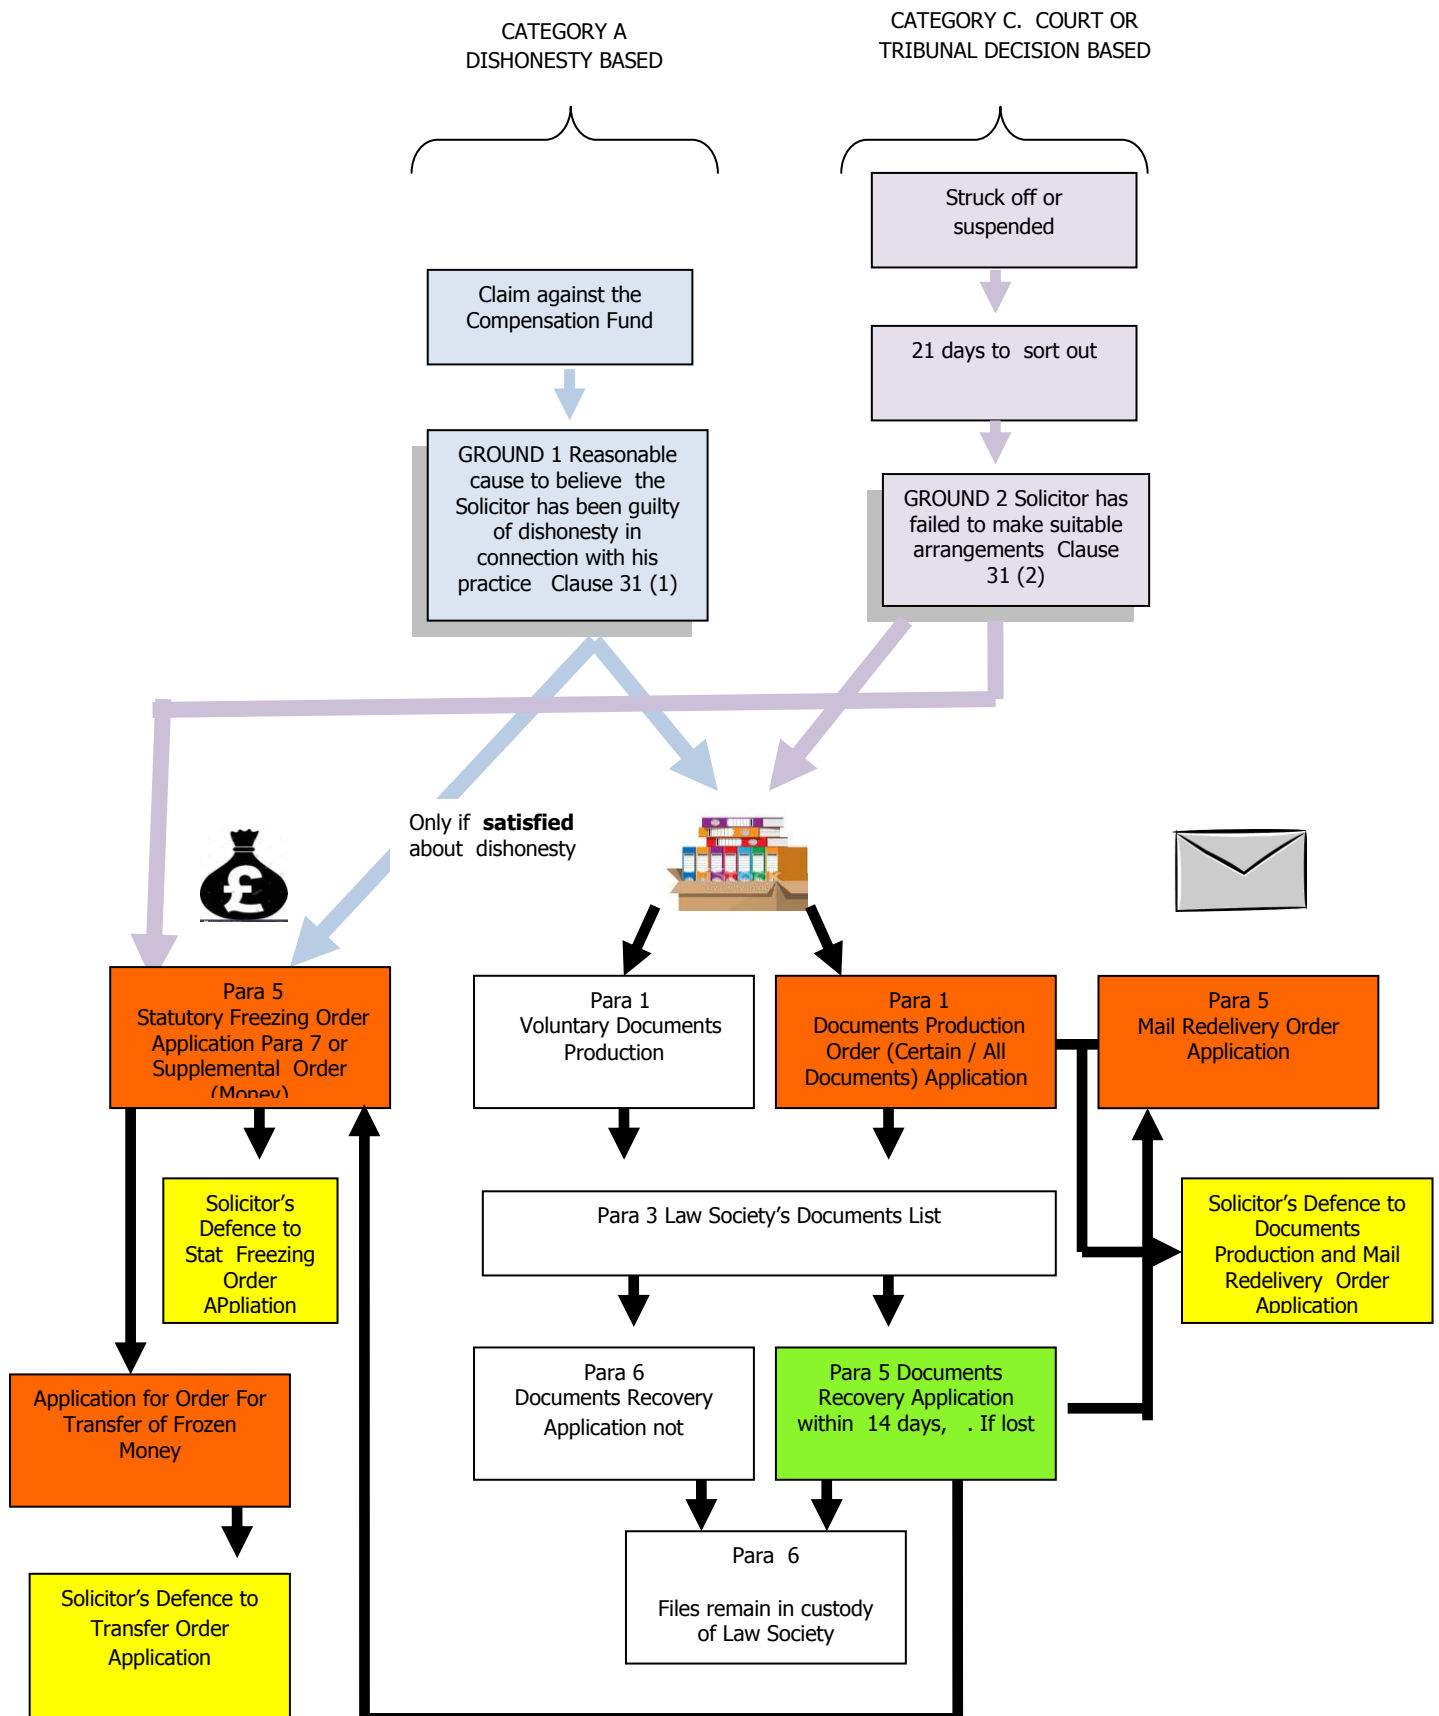 CATEGORY A
DISHONESTY BASED
CATEGORY C. COURT OR
TRIBUNAL DECISION BASED
Struck off or
suspended
Claim against the
Compensation Fund
21 days to sort out
GROUND 1 Reasonable
cause to believe the
Solicitor has been guilty
of dishonesty in
connection with his
practice Clause 31 (1)
GROUND 2 Solicitor has
failed to make suitable
arrangements Clause
31 (2)
Only if satisfied
about dishonesty
£
Para 5
Statutory Freezing Order
Application Para 7 or
Supplemental Order
(Money)
Para 1
Voluntary Documents
Production
Para 1
Documents Production
Order (Certain / All
Documents) Application
Para 5
Mail Redelivery Order
Application
Solicitor's
Defence to
Stat Freezing
Order
APpliation
Para 3 Law Society's Documents List
Solicitor's Defence to
Documents
Production and Mail
Redelivery Order
Application
Application for Order For
Transfer of Frozen
Money
Para 6
Documents Recovery
Application not
Para 5 Documents
Recovery Application
within 14 days, . If lost
Para 6
Files remain in custody
of Law Society
Solicitor's Defence to
Transfer Order
Application